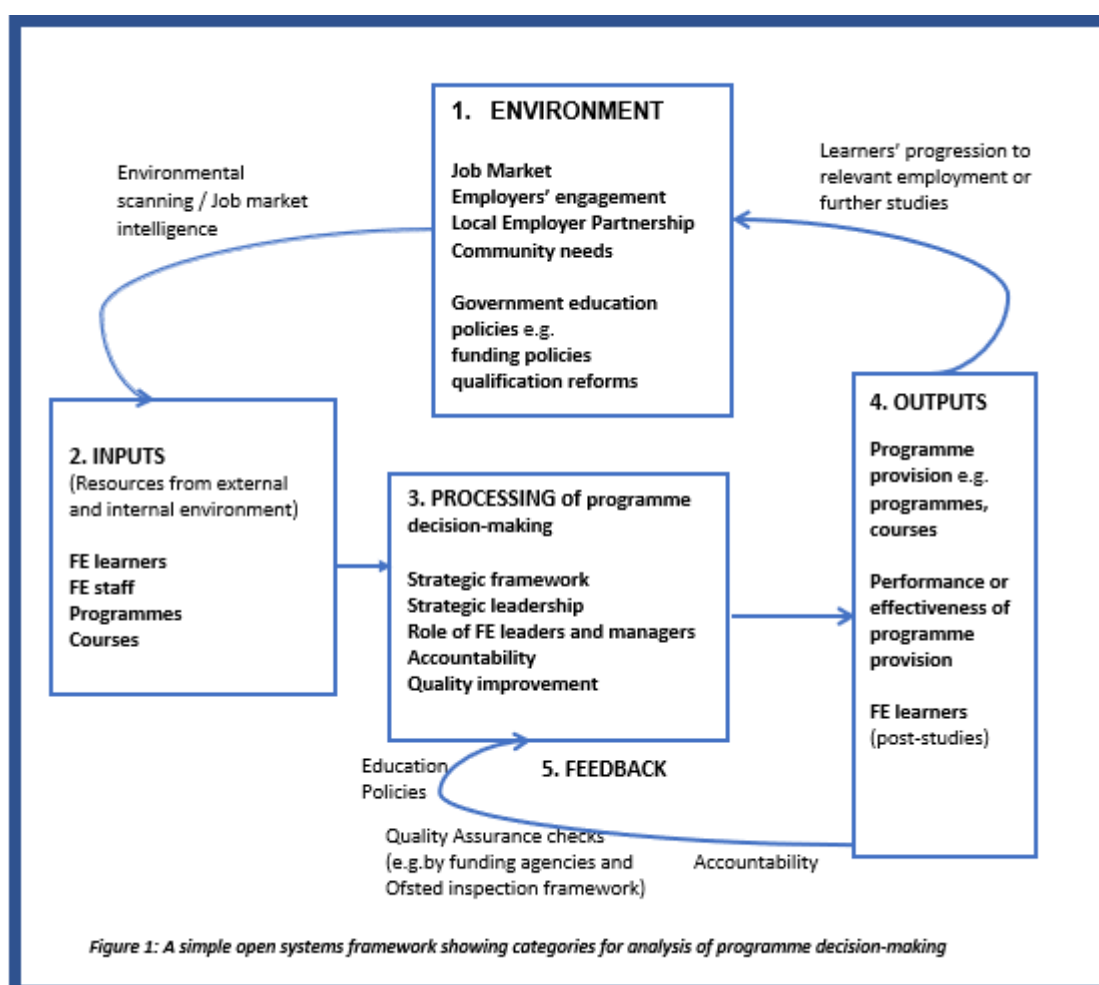 1. ENVIRONMENT
Job Market
Employers' engagement
Local Employer Partnership
Community needs
Government education
policies e.g.
funding policies
qualification reforms
Environmental
scanning / Job market
intelligence
Learners' progression to
relevant employment or
further studies
2. INPUTS
(Resources from external
and internal environment)
FE learners
FE staff
Programmes
Courses
3. PROCESSING of programme
decision-making
Strategic framework
Strategic leadership
Role of FE leaders and managers
Accountability
Quality improvement
4. OUTPUTS
Programme
provision e.g.
programmes,
courses
Performance or
effectiveness of
programme
provision
FE learners
(post-studies)
5. FEEDBACK
Education
Policies
Quality Assurance checks
(e.g.by funding agencies and
Ofsted inspection framework)
Accountability
Figure 1: A simple open systems framework showing categories for analysis of programme decision-making